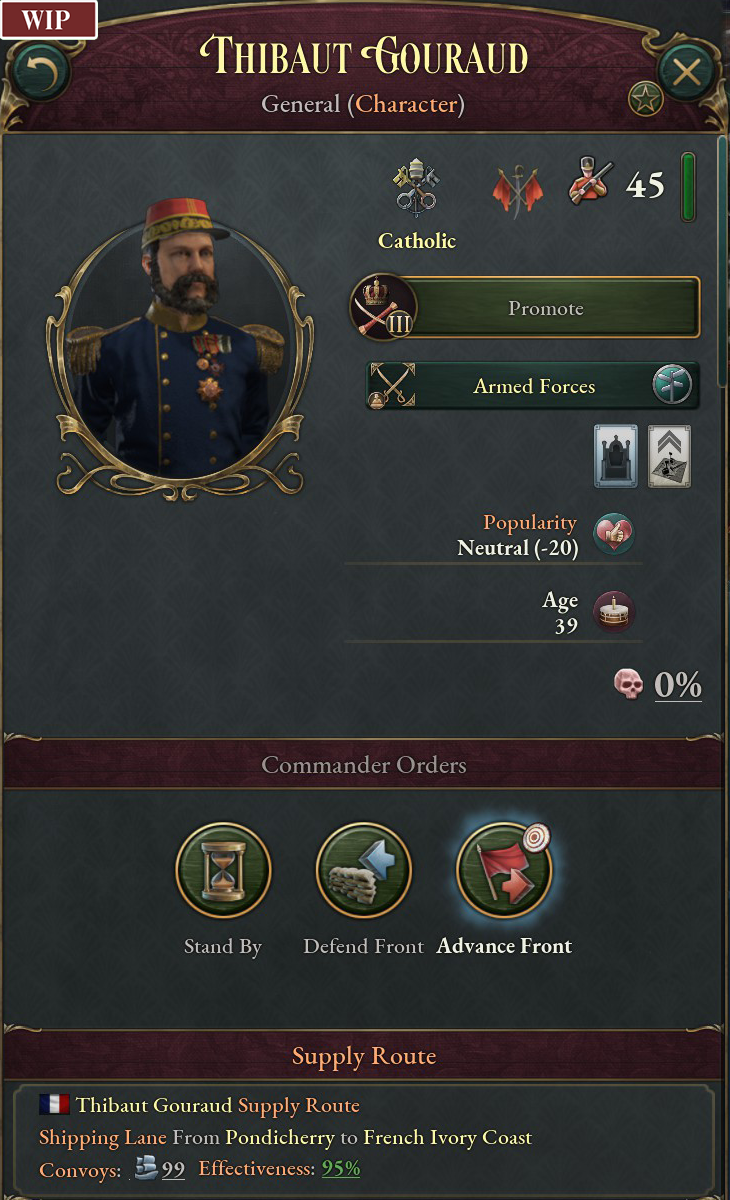 WIP
THIBAUT GOURAUD
General (Character)
45
Catholic
III
Promote
Armed Forces
Popularity
Neutral (-20)
Age
39
0%
Commander Orders
Stand By
Defend Front
Advance Front
Supply Route
Thibaut Gouraud Supply Route
Shipping Lane From Pondicherry to French Ivory Coast
Convoys: 99 Effectiveness: 95%